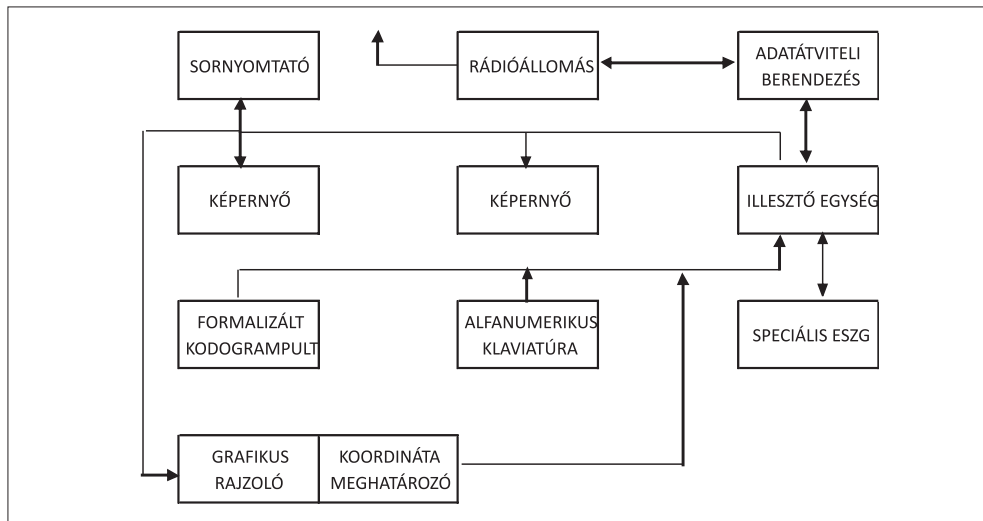 SORNYOMTATÓ
RÁDIÓÁLLOMÁS
ADATÁTVITELI
BERENDEZÉS
KÉPERNYŐ
KÉPERNYŐ
ILLESZTŐ EGYSÉG
FORMALIZÁLT
KODOGRAMPULT
ALFANUMERIKUS
KLAVIATÚRA
SPECIÁLIS ESZG
GRAFIKUS
RAJZOLÓ
KOORDINÁTA
MEGHATÁROZÓ